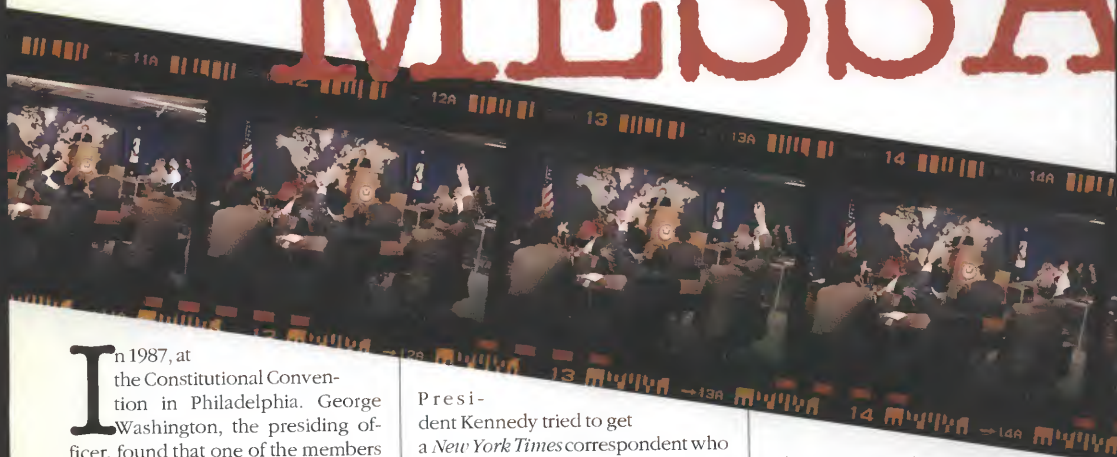 MESSA
11A
12
12A
13
13A
14
14A
In 1987, at
the Constitutional Conven-
tion in Philadelphia. George
Washington, the presiding of-
ficer, found that one of the members
Presi-
dent Kennedy tried to get
a New York Times correspondent who
12A
13
13A
14
14A